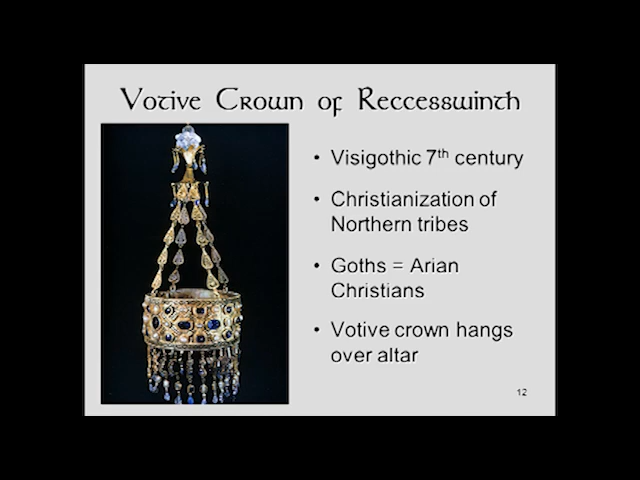 Votive Crown of Reccesswinth
• Visigothic 7th century
• Christianization of
Northern tribes
• Goths = Arian
Christians
• Votive crown hangs
over altar
12